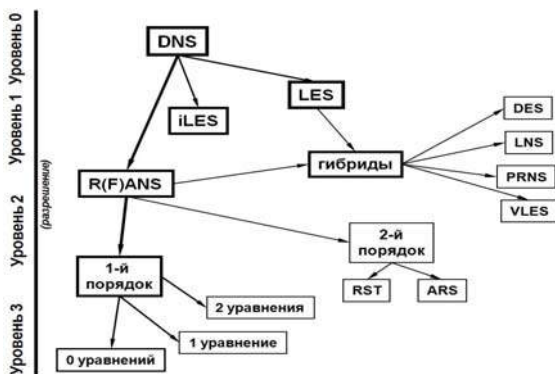 Уровень 0
Уровень 1
Уровень 2
Уровень 3
(разрешение)
DNS
iLES
LES
R(F)ANS
гибриды
DES
LNS
PRNS
VLES
1-й
порядок
2-й
порядок
RST
ARS
2 уравнения
1 уравнение
0 уравнений